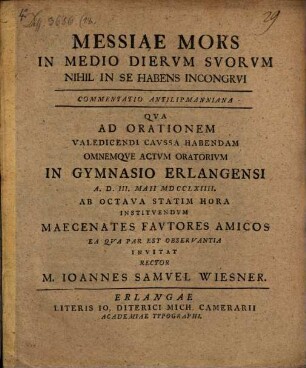 29
MESSIAE MORS
IN MEDIO DIERVM SVORVM
NIHIL IN SE HABENS INCONGRVI
COMMENTATIO ANTILIPMANNIANA
QVA
AD ORATIONEM
VALEDICENDI CAVSSA HABENDAM
OMNEMQVE ACTVM ORATORIVM
IN GYMNASIO ERLANGENSI
A. D. III. MAII MDCCLXIIII.
AB OCTAVA STATIM HORA
INSTITVENDVM
MAECENATES FAVTORES AMICOS
EA QVA PAR EST OBSERVANTIA
INVITAT
RECTOR
M. IOANNES SAMVEL WIESNER.
ERLANGAE
LITERIS IO. DITERICI MICH. CAMERARII
ACADEMIAE TYPOGRAPHI.